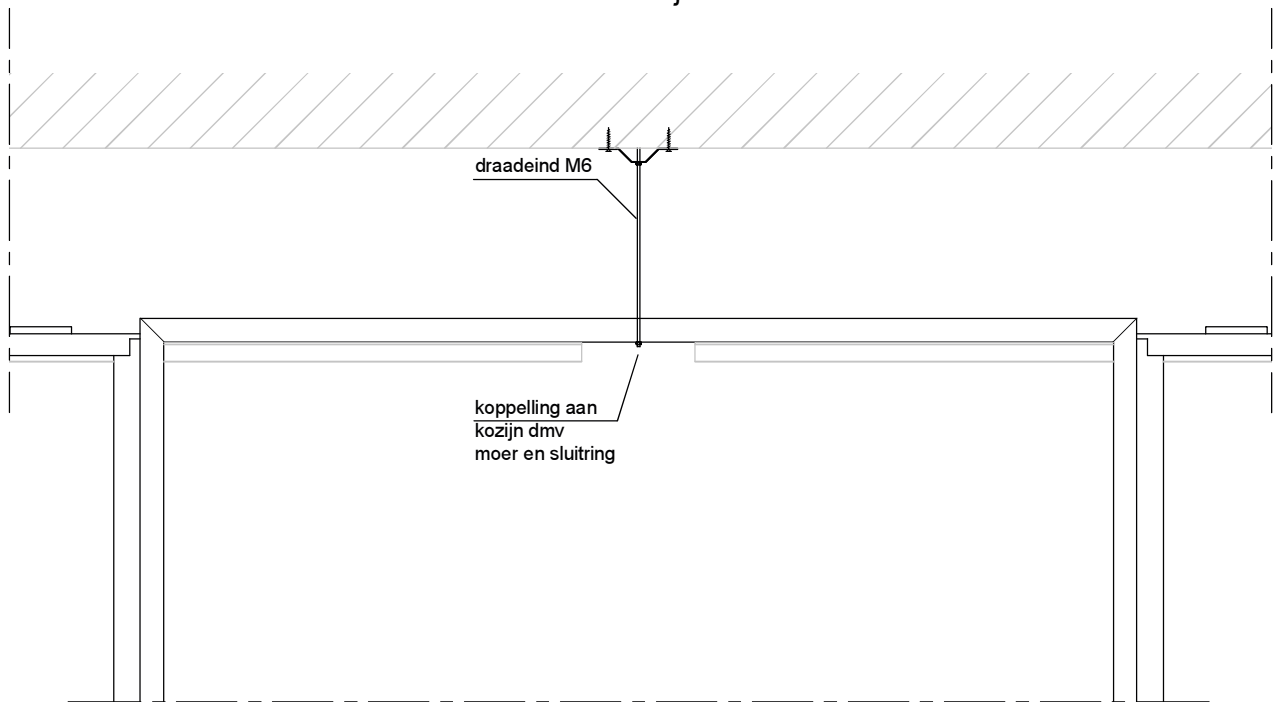 draadeind M6
koppelling aan
kozijn dmv
moer en sluitring